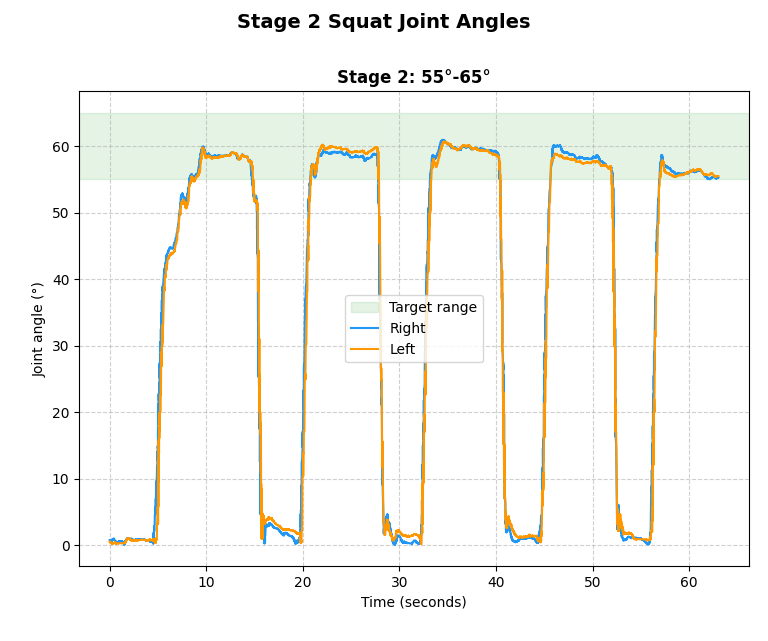 Stage 2 Squat Joint Angles
Stage 2: 55°-65°
60
50
40
30
20
10
0
Joint angle (°)
Target range
Right
Left
0 10 20 30 40 50 60
Time (seconds)